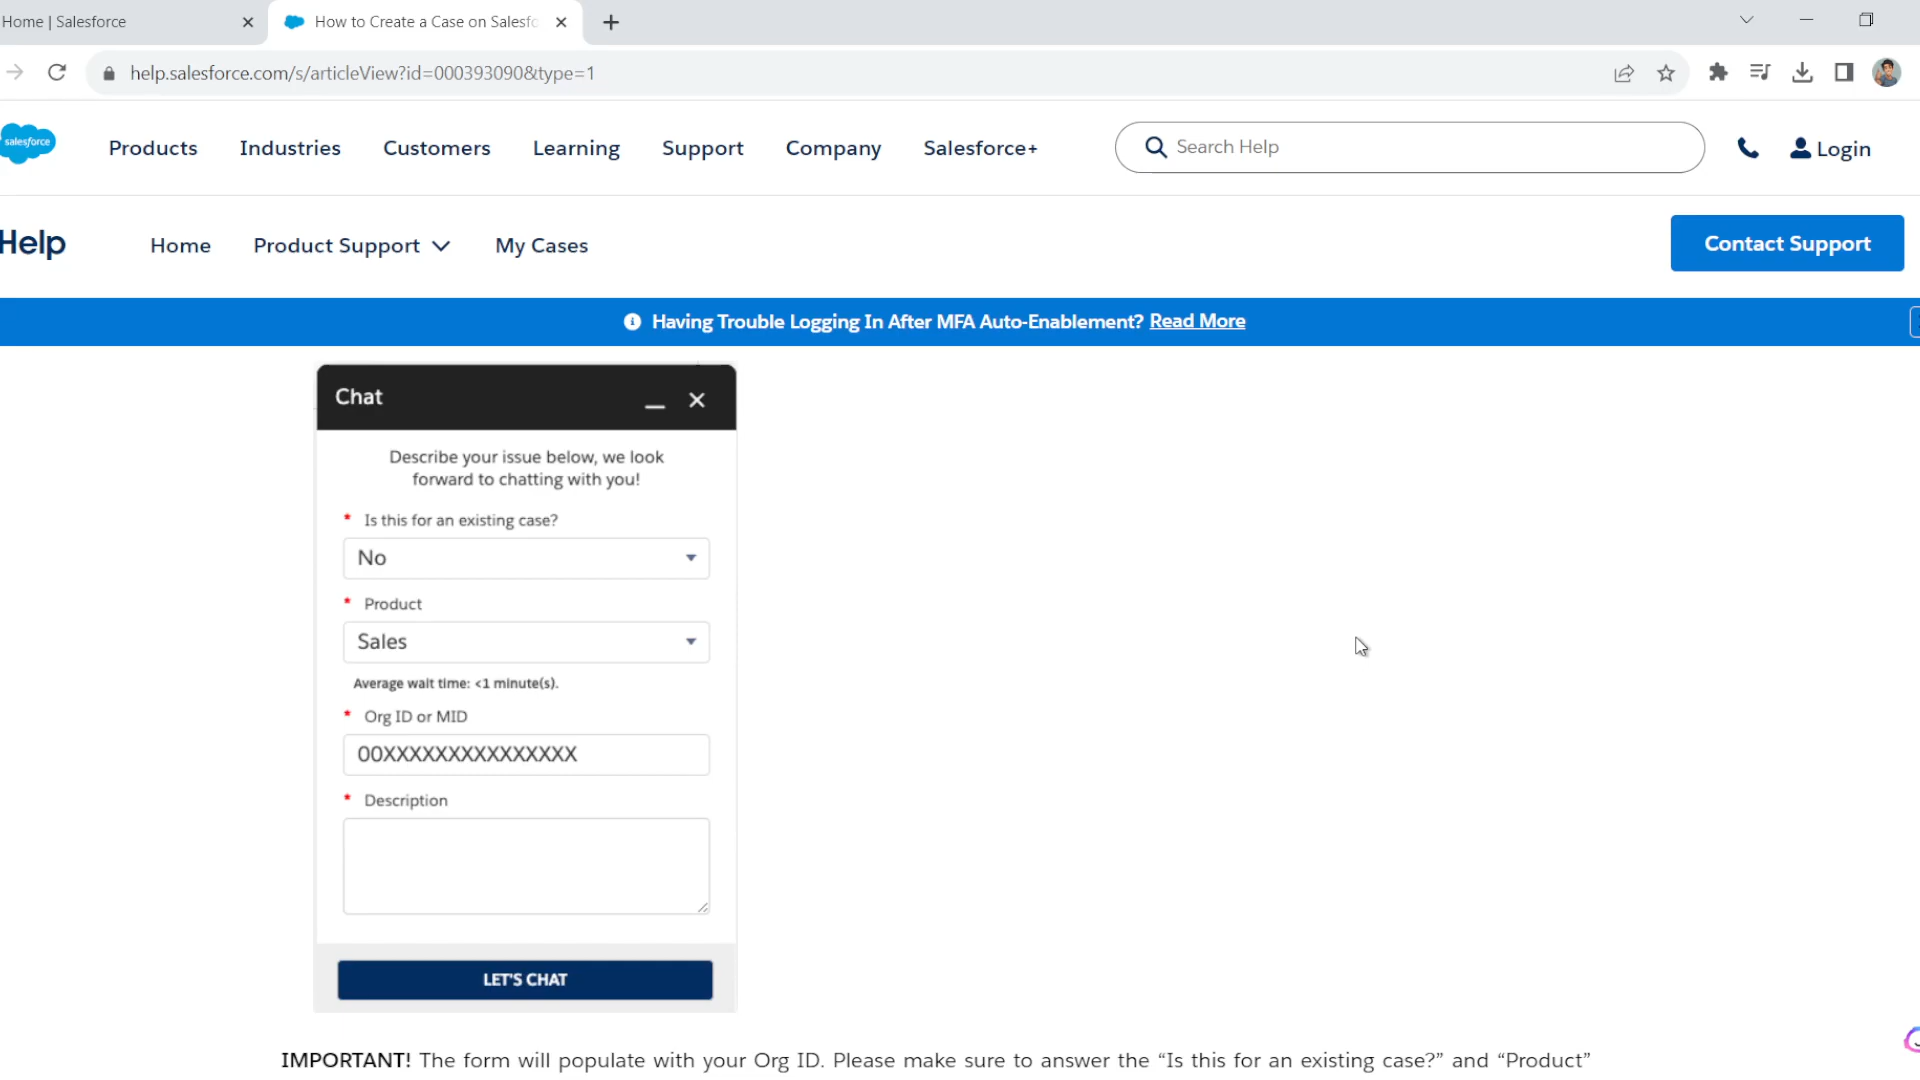 Home | Salesforce
How to Create a Case on Salesfo
help.salesforce.com/s/articleView?id=000393090&type=1
salesforce
Products Industries Customers Learning Support Company Salesforce+
Search Help
Login
Help
Home Product Support My Cases
Contact Support
Having Trouble Logging In After MFA Auto-Enablement? Read More
Chat
Describe your issue below, we look
forward to chatting with you!
* Is this for an existing case?
No
* Product
Sales
Average wait time: <1 minute(s).
* Org ID or MID
00XXXXXXXXXXXXXXX
* Description
LET'S CHAT
IMPORTANT! The form will populate with your Org ID. Please make sure to answer the “Is this for an existing case?” and “Product”